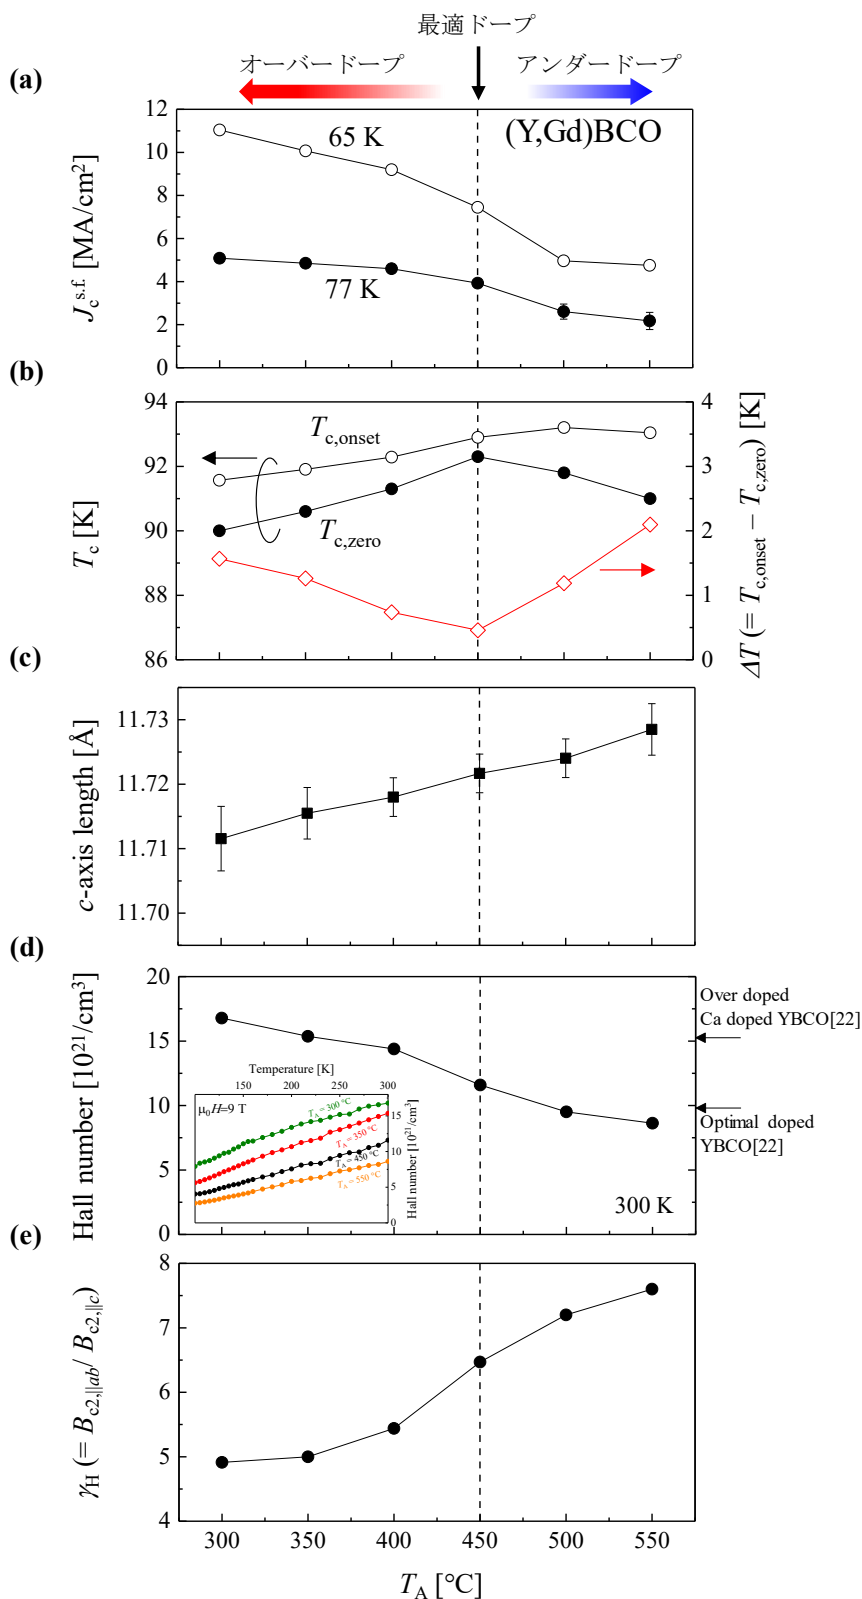 最適ドープ
オーバードープ
アンダードープ
(a)
12
10
8
6
4
2
0
J_c^s.f. [MA/cm²]
65 K
77 K
(Y,Gd)BCO
(b)
94
92
90
88
86
T_c [K]
T_c,onset
T_c,zero
4
3
2
1
0
ΔT (= T_c,onset − T_c,zero) [K]
(c)
11.73
11.72
11.71
11.70
c-axis length [Å]
(d)
20
15
10
5
0
Hall number [10²¹/cm³]
Over doped
Ca doped YBCO[22]
Optimal doped
YBCO[22]
300 K
Temperature [K]
150 200 250 300
μ₀H=9 T
T_A = 300 °C
T_A = 350 °C
T_A = 450 °C
T_A = 550 °C
15
10
5
0
Hall number [10²¹/cm³]
(e)
8
7
6
5
4
γ_H (= B_c2,||ab/ B_c2,||c)
300 350 400 450 500 550
T_A [°C]